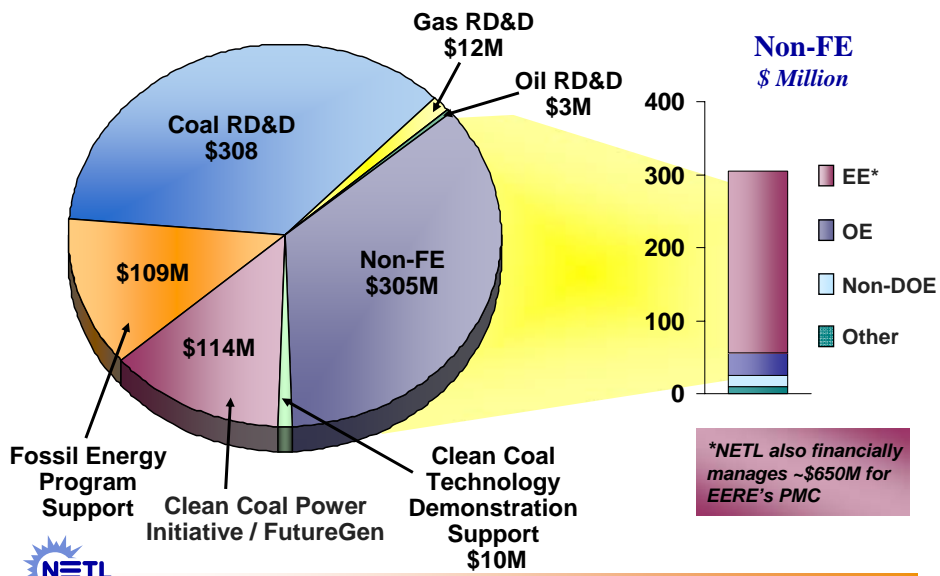 Gas RD&D
$12M
Oil RD&D
$3M
Coal RD&D
$308
Non-FE
$305M
$109M
$114M
Fossil Energy
Program
Support
Clean Coal Power
Initiative / FutureGen
Clean Coal
Technology
Demonstration
Support
$10M
Non-FE
$ Million
400
300
200
100
0
EE*
OE
Non-DOE
Other
*NETL also financially
manages ~$650M for
EERE's PMC
NETL